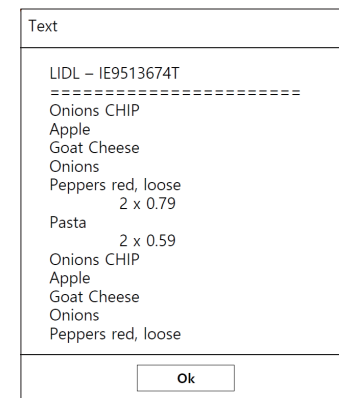 Text
LIDL – IE9513674T
=======================
Onions CHIP
Apple
Goat Cheese
Onions
Peppers red, loose
2 x 0.79
Pasta
2 x 0.59
Onions CHIP
Apple
Goat Cheese
Onions
Peppers red, loose
Ok